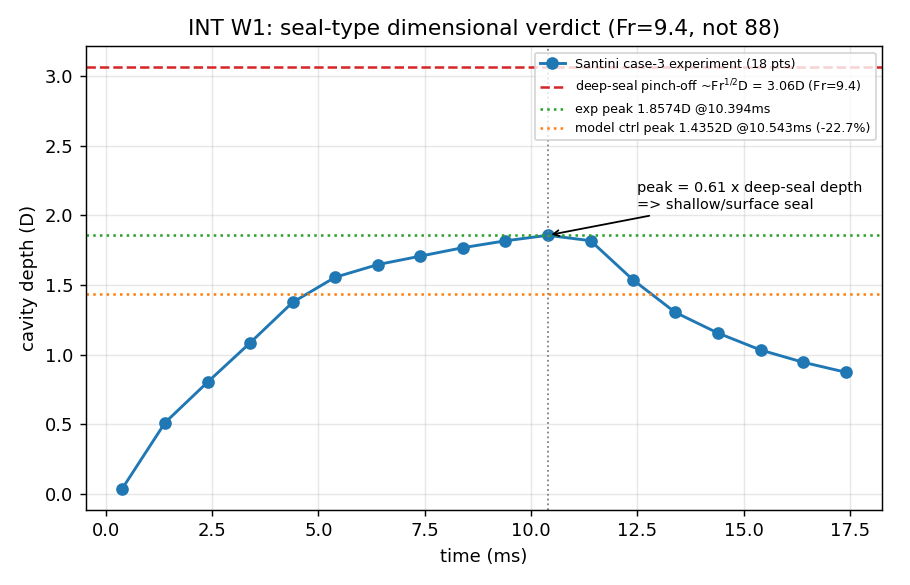 INT W1: seal-type dimensional verdict (Fr=9.4, not 88)
Santini case-3 experiment (18 pts)
deep-seal pinch-off ~Fr^1/2D = 3.06D (Fr=9.4)
exp peak 1.8574D @10.394ms
model ctrl peak 1.4352D @10.543ms (-22.7%)
peak = 0.61 x deep-seal depth
=> shallow/surface seal
cavity depth (D)
3.0
2.5
2.0
1.5
1.0
0.5
0.0
0.0 2.5 5.0 7.5 10.0 12.5 15.0 17.5
time (ms)